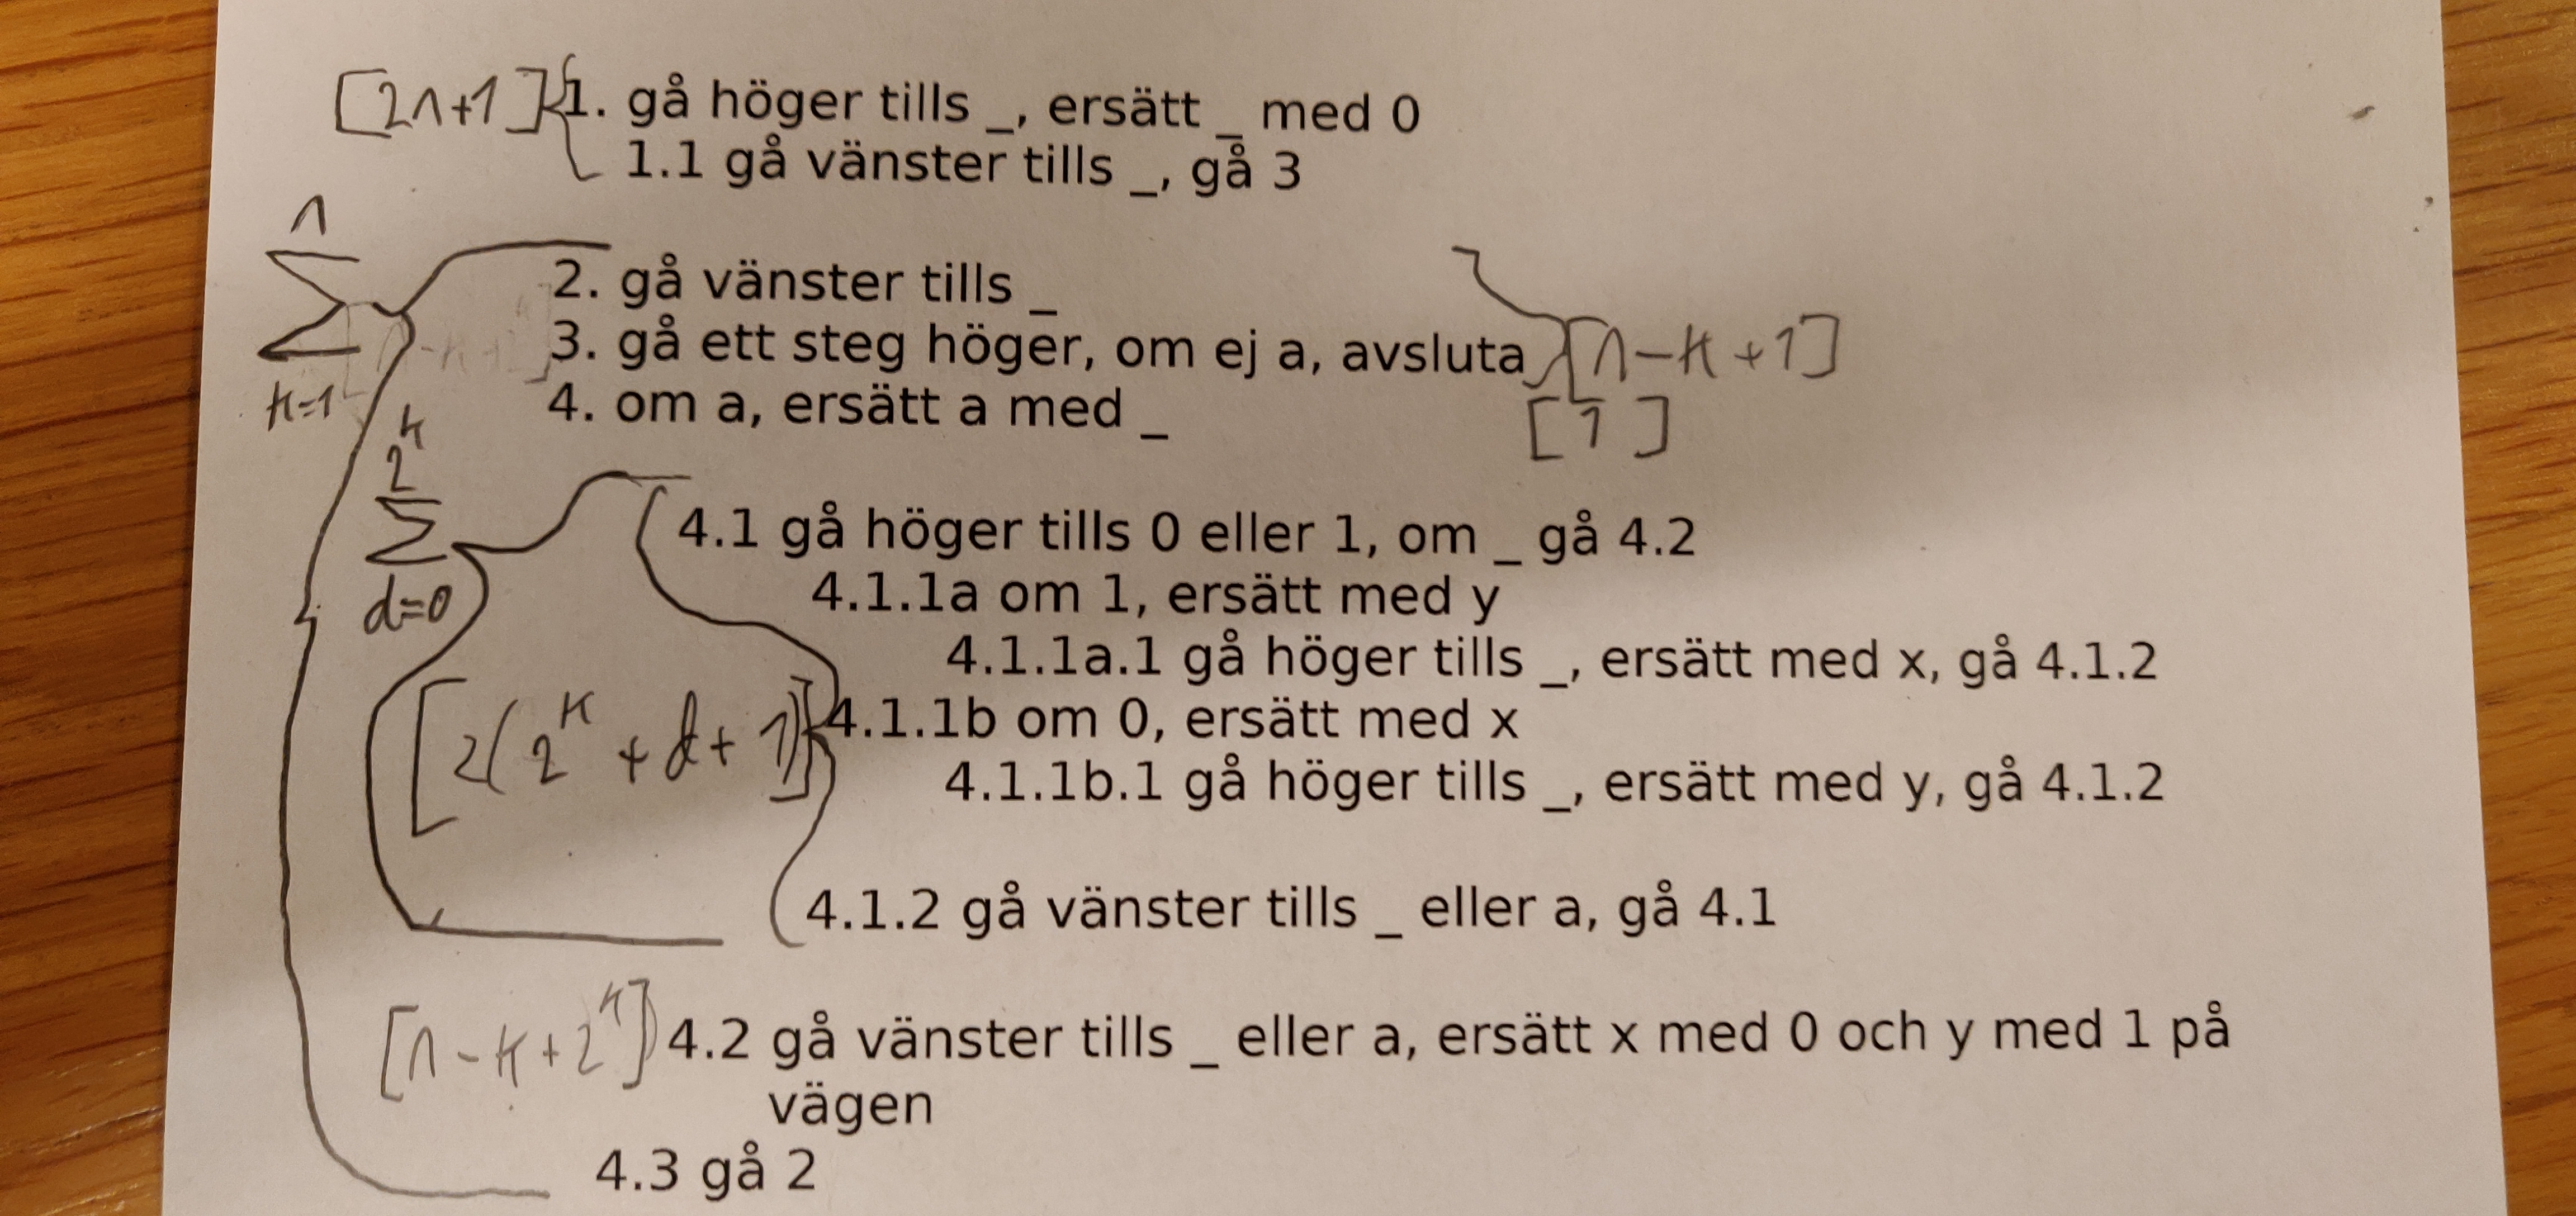 [2n+1] 1. gå höger tills _, ersätt _ med 0
1.1 gå vänster tills _, gå 3
n
2. gå vänster tills _
Σ 3. gå ett steg höger, om ej a, avsluta [n-k+1]
k=1 4. om a, ersätt a med _ [1]
2^k
Σ 4.1 gå höger tills 0 eller 1, om _ gå 4.2
d=0 4.1.1a om 1, ersätt med y
4.1.1a.1 gå höger tills _, ersätt med x, gå 4.1.2
[2(2^k + d + 1)] 4.1.1b om 0, ersätt med x
4.1.1b.1 gå höger tills _, ersätt med y, gå 4.1.2
4.1.2 gå vänster tills _ eller a, gå 4.1
[n-k+2^k] 4.2 gå vänster tills _ eller a, ersätt x med 0 och y med 1 på
vägen
4.3 gå 2